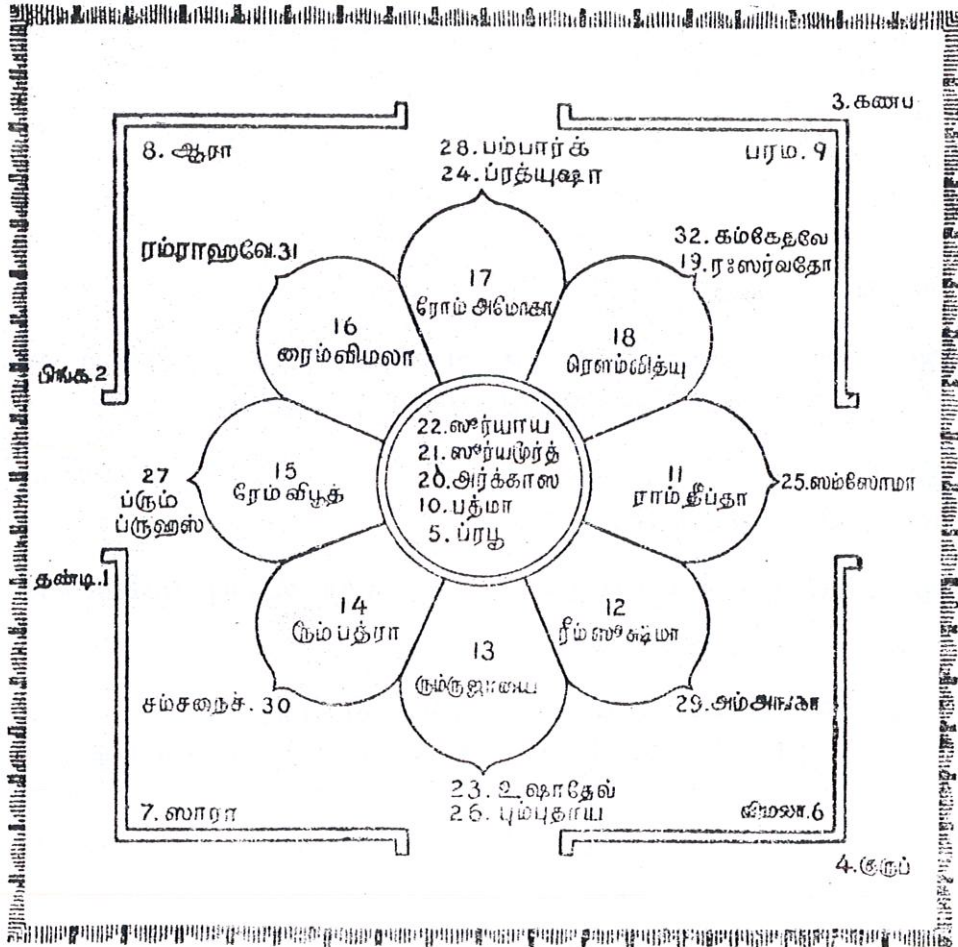 3.கணப
8. ஆரா
28.பம்பார்க்
24.ப்ரத்யுஷா
பரம.9
ரம்ராஹவே.31
32.கம்கேதவே
19.ரஃஸர்வதோ
17
ரோம் அமோகா
16
ரைம்விமலா
18
ரௌம்வித்யு
பிங்க.2
22.ஸூர்யாய
21.ஸூர்யமூர்த்
20.அர்க்காஸ
10.பத்மா
5. ப்ரபூ
27
ப்ரும்
ப்ருஹஸ்
15
ரேம் விபூத்
11
ராம்தீப்தா
25.ஸம்ஸோமா
தண்டி.1
14
பத்ரா
12
ரீம்ஸூக்ஷ்மா
13
சம்சநைச். 30
29.அம்அங்கா
23.உஷாதேவ்
26. பும்புதாய
7. ஸாரா
விமலா.6
4.குருப்